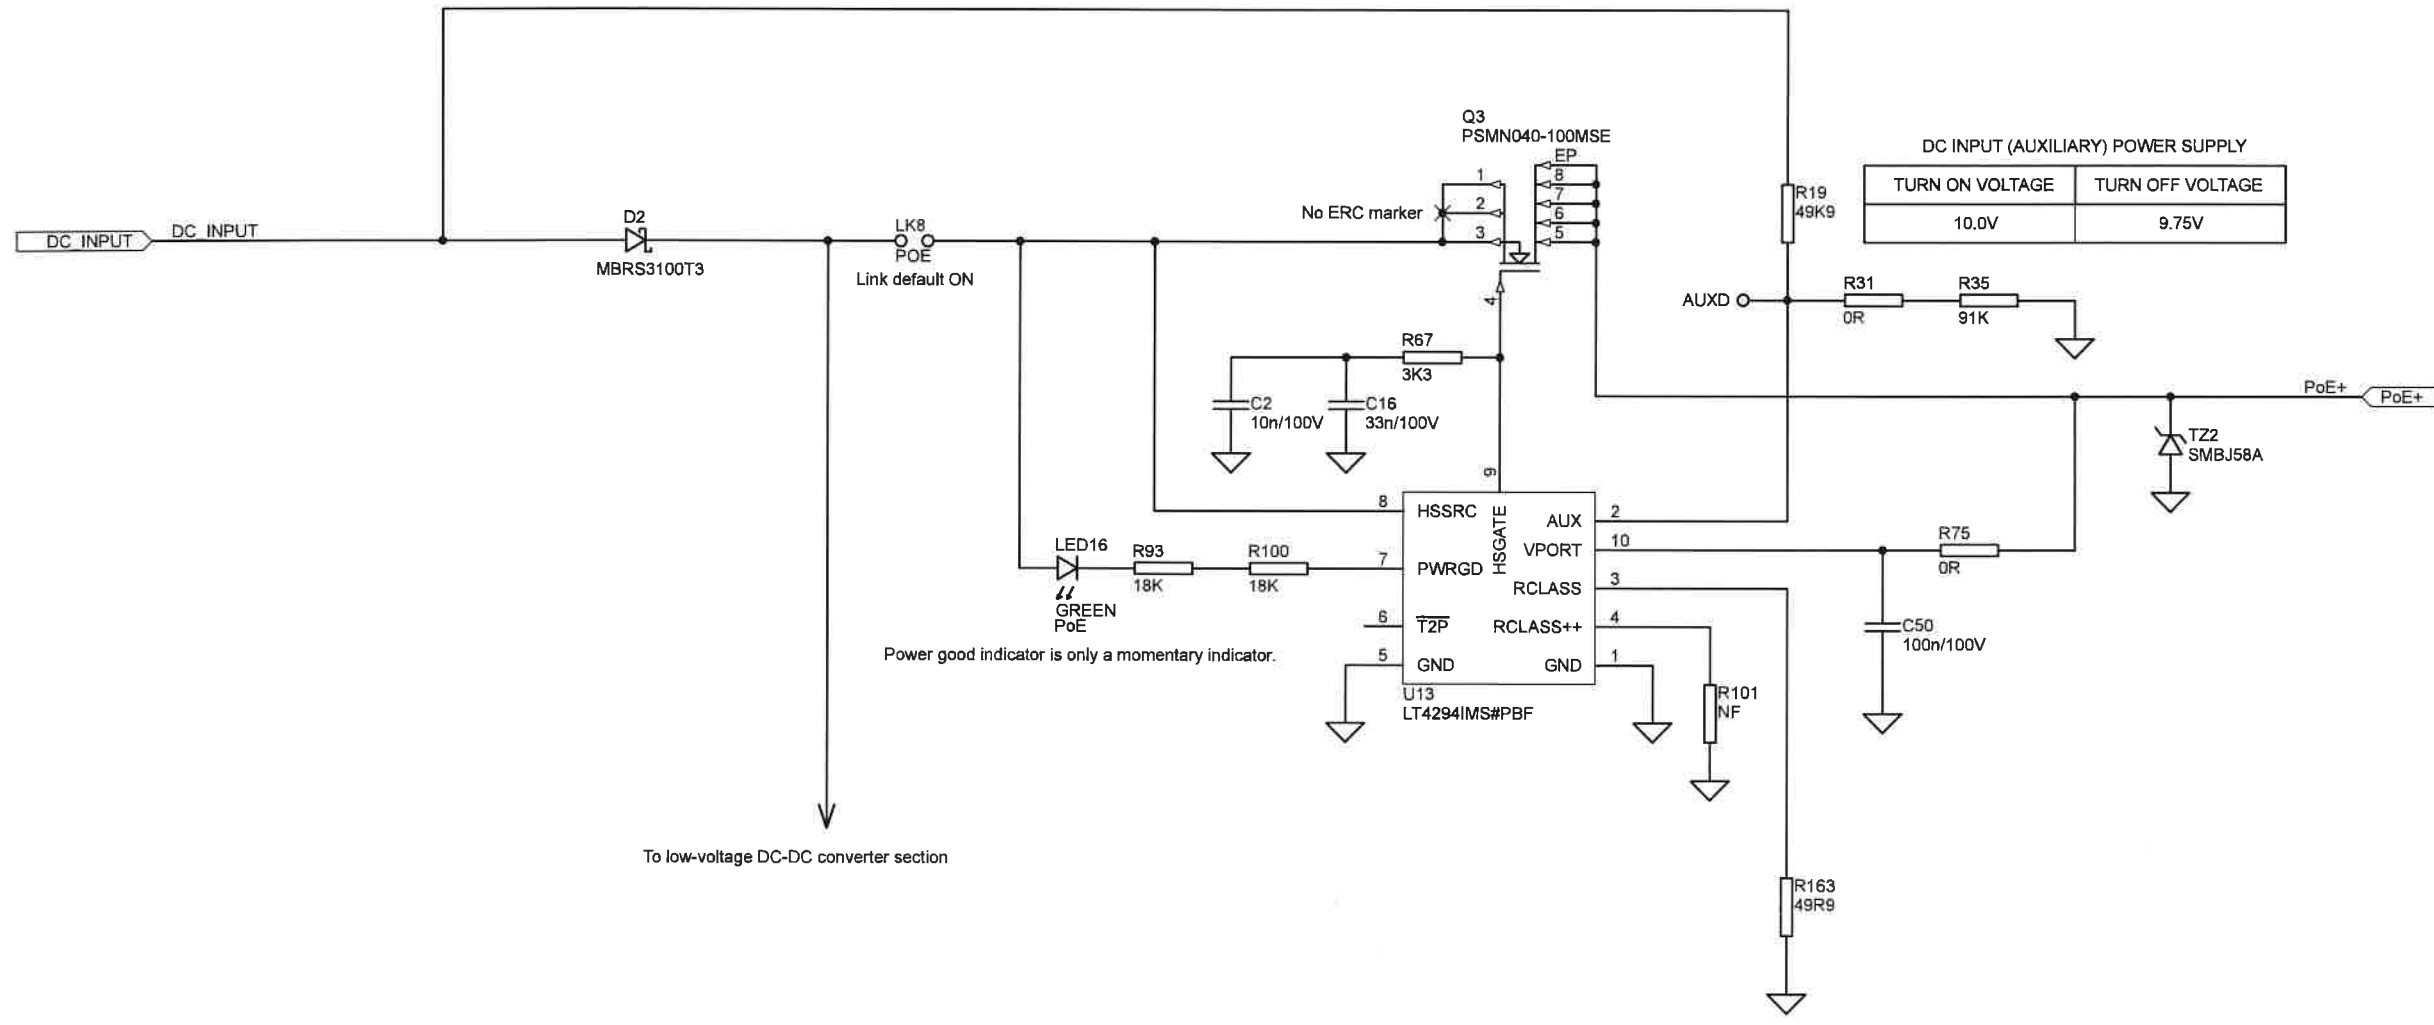 Q3
PSMN040-100MSE
EP
1
8
7
2
6
3
5
4
No ERC marker
DC INPUT (AUXILIARY) POWER SUPPLY
TURN ON VOLTAGE TURN OFF VOLTAGE
10.0V 9.75V
R19
49K9
DC_INPUT
DC_INPUT
D2
MBRS3100T3
LK8
POE
Link default ON
AUXD
R31
0R
R35
91K
R67
3K3
C2
10n/100V
C16
33n/100V
PoE+
PoE+
TZ2
SMBJ58A
9
8
HSSRC
HSGATE
AUX
2
VPORT
10
R75
0R
LED16
GREEN
PoE
R93
18K
R100
18K
7
PWRGD
RCLASS
3
6
T2P
RCLASS++
4
5
GND
GND
1
C50
100n/100V
Power good indicator is only a momentary indicator.
U13
LT4294IMS#PBF
R101
NF
To low-voltage DC-DC converter section
R163
49R9